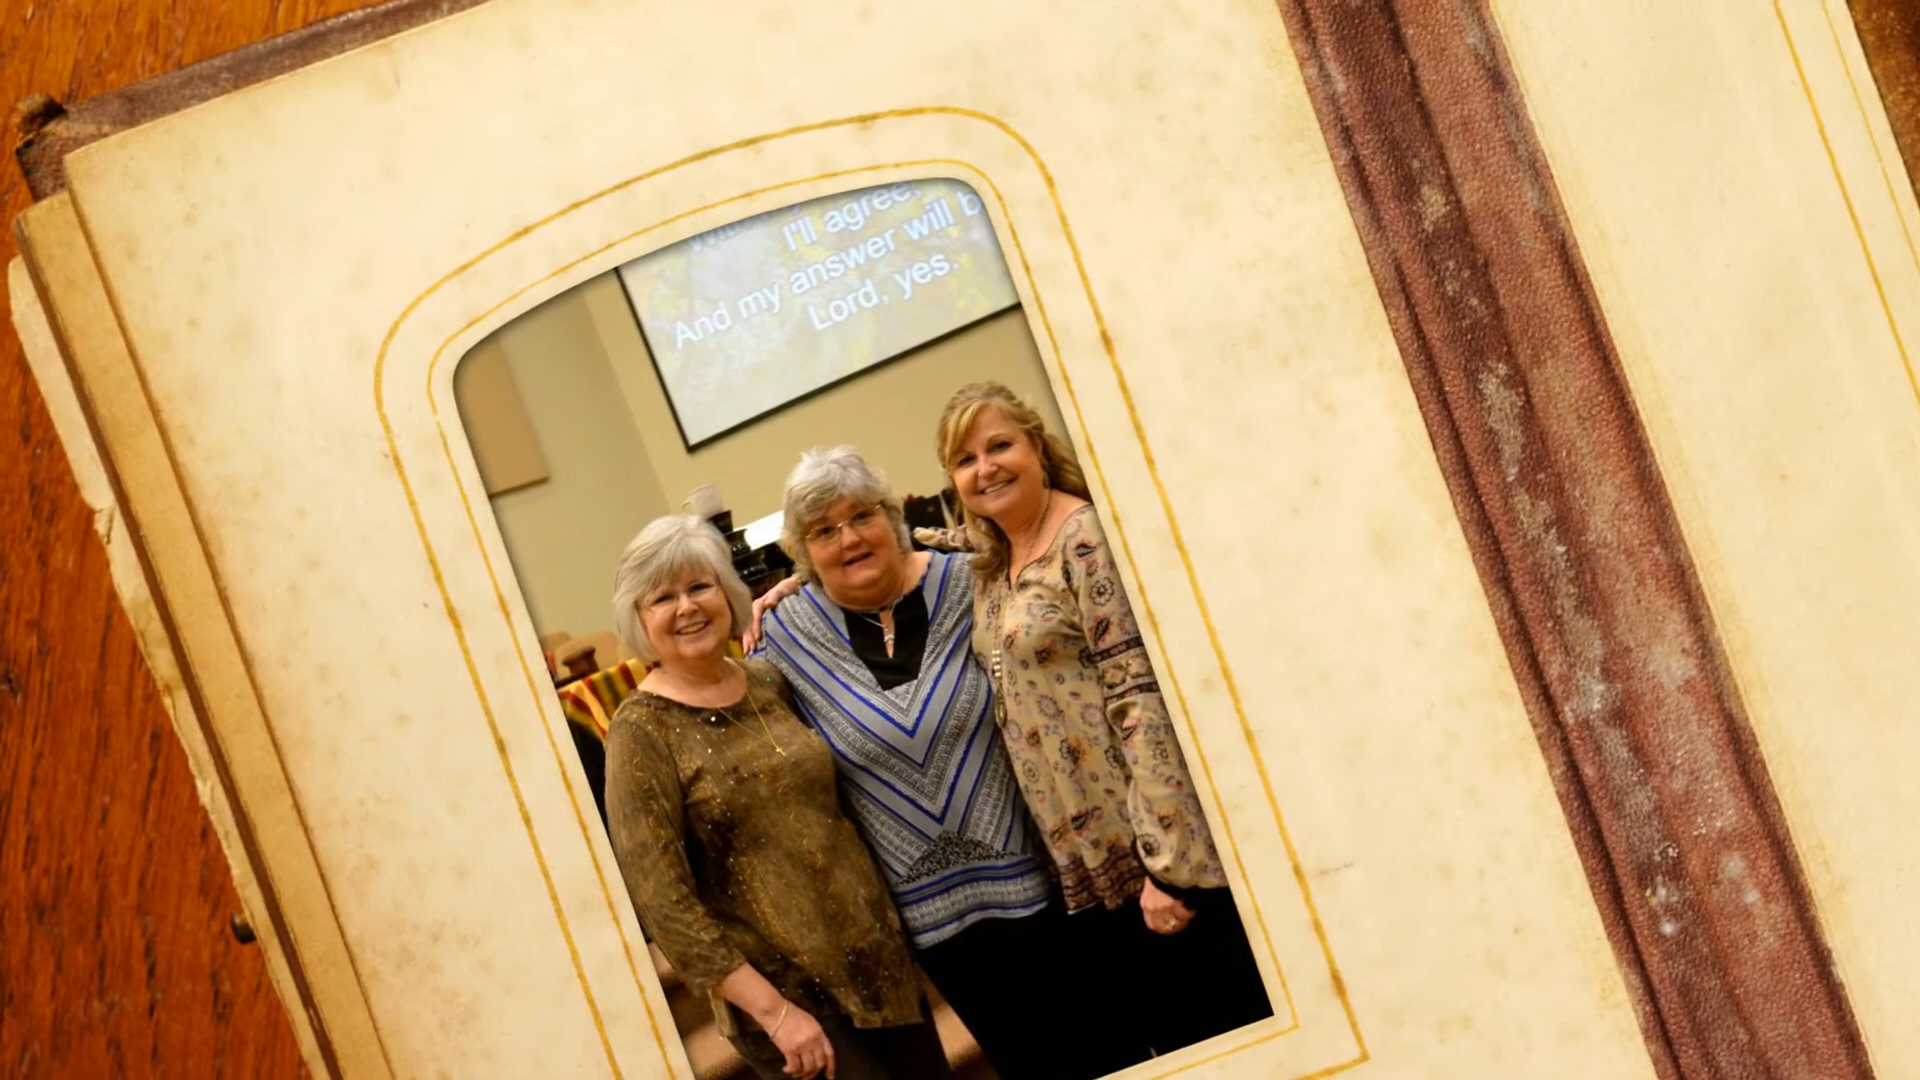 I'll agree,
And my answer will b
Lord, yes.